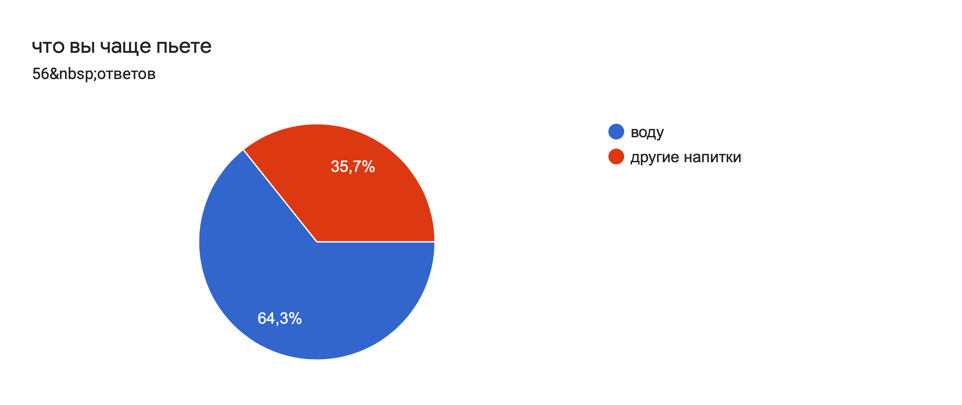 что вы чаще пьете
56&nbsp;ответов
воду
другие напитки
35,7%
64,3%